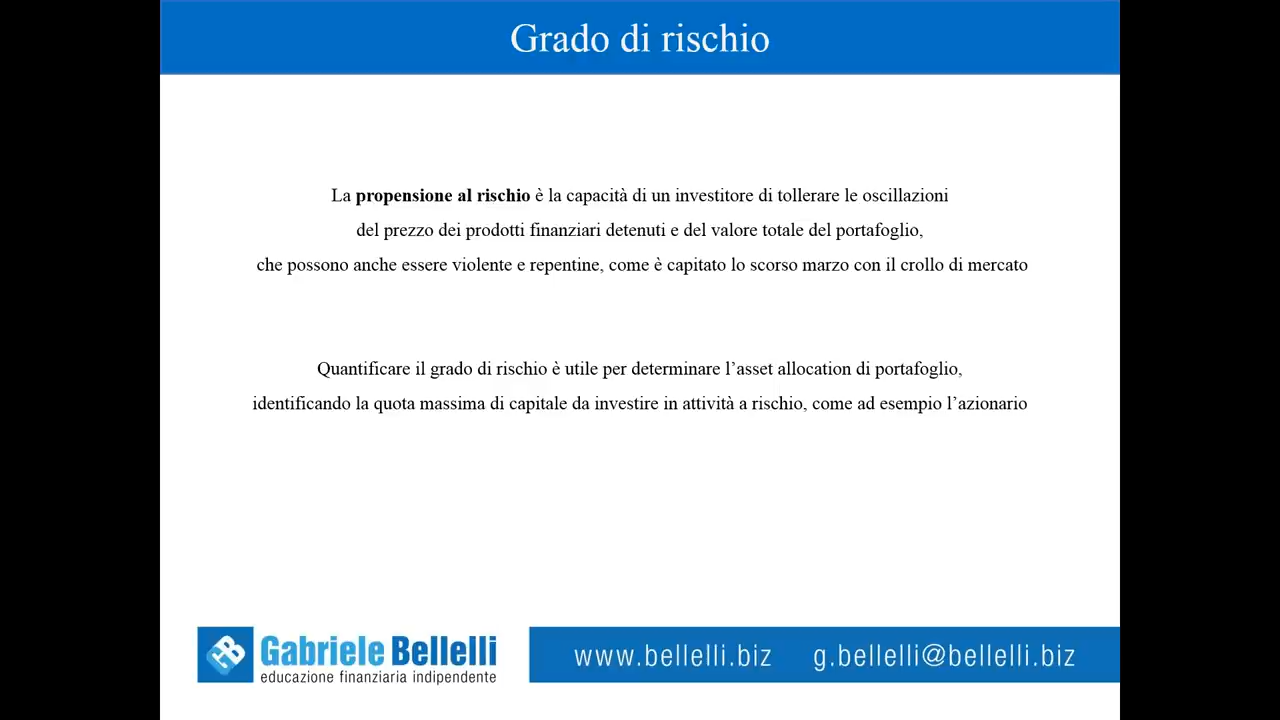 Grado di rischio
La propensione al rischio è la capacità di un investitore di tollerare le oscillazioni
del prezzo dei prodotti finanziari detenuti e del valore totale del portafoglio,
che possono anche essere violente e repentine, come è capitato lo scorso marzo con il crollo di mercato
Quantificare il grado di rischio è utile per determinare l’asset allocation di portafoglio,
identificando la quota massima di capitale da investire in attività a rischio, come ad esempio l’azionario
Gabriele Bellelli
educazione finanziaria indipendente
www.bellelli.biz g.bellelli@bellelli.biz